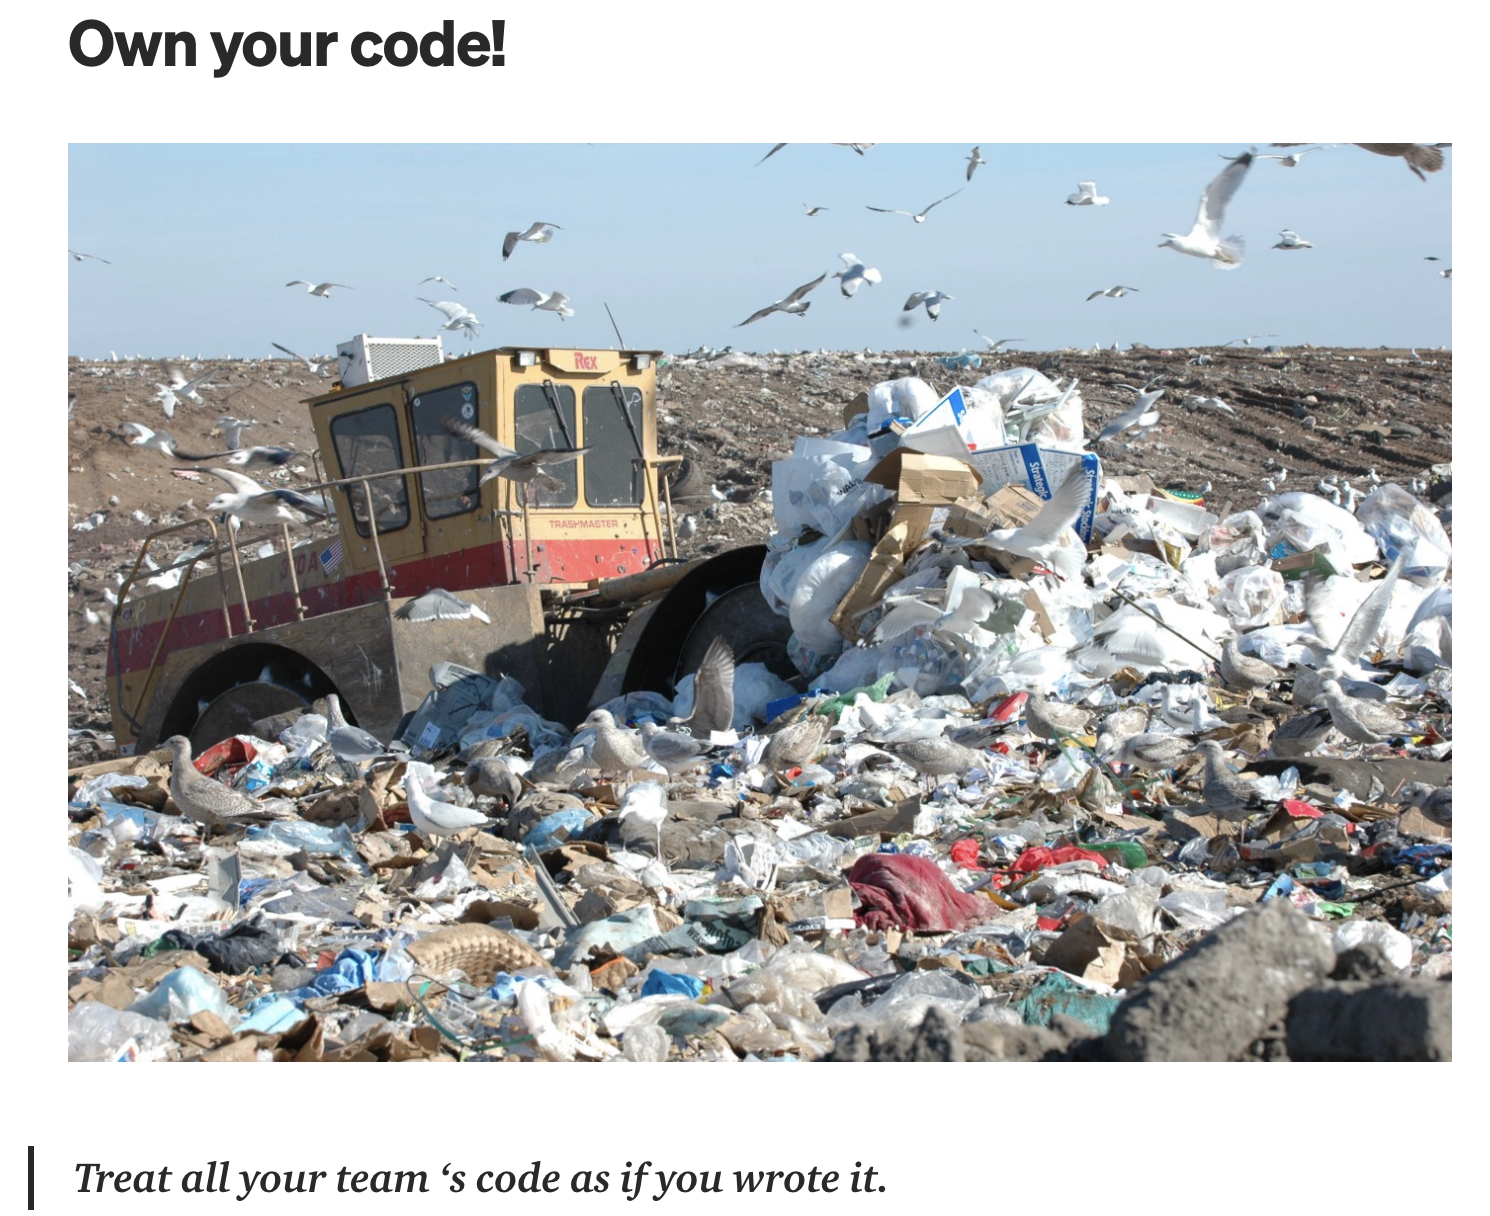 Own your code!
REX
TRASHMASTER
Strategic
Treat all your team ‘s code as if you wrote it.